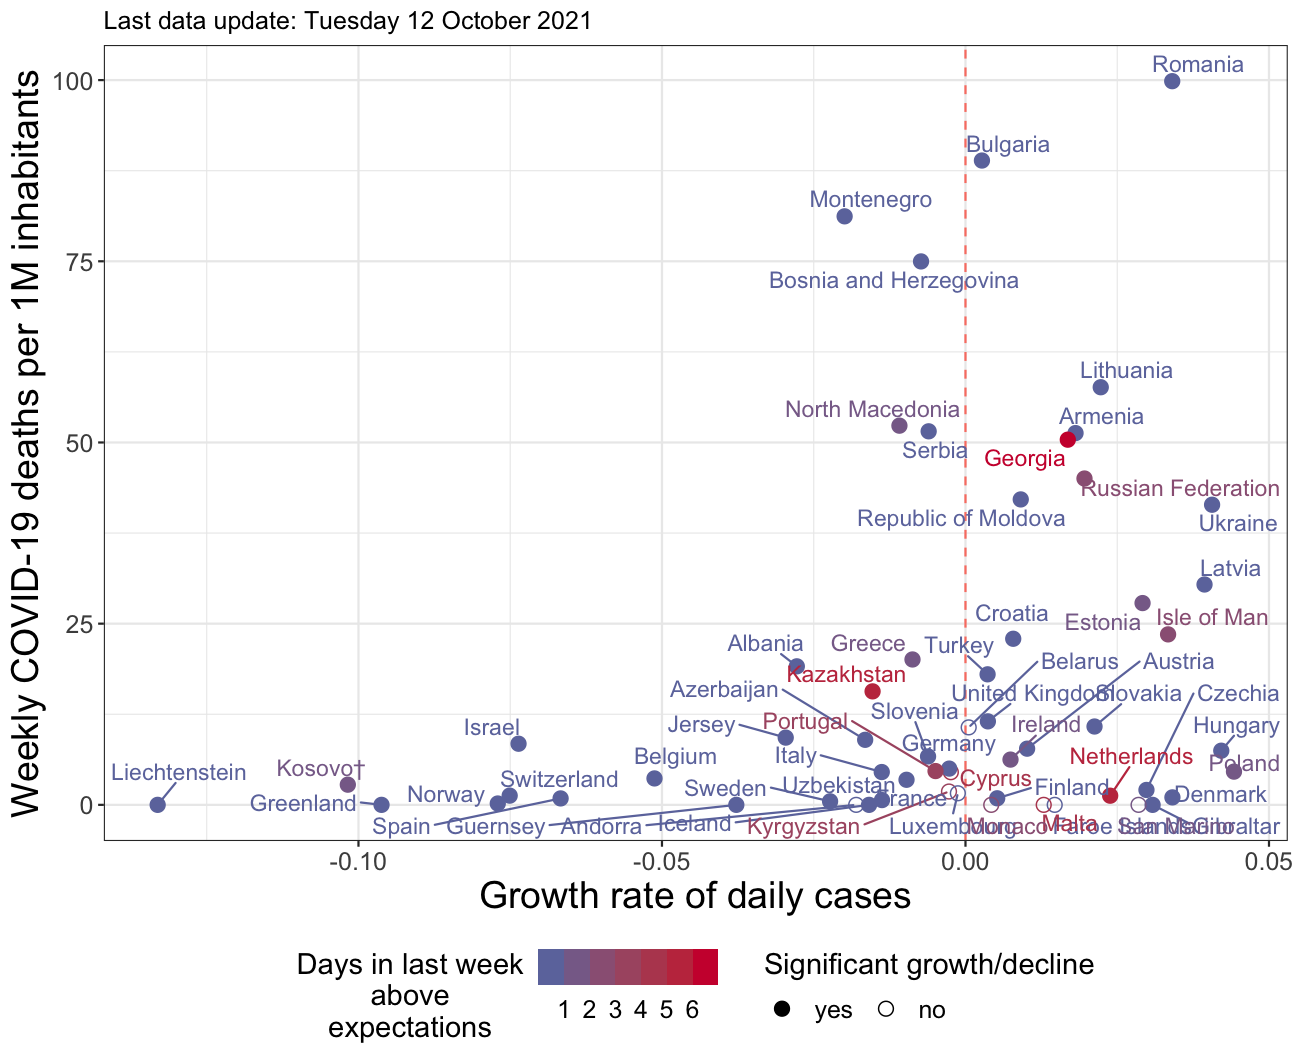 Last data update: Tuesday 12 October 2021
Weekly COVID-19 deaths per 1M inhabitants
100
75
50
25
0
Romania
Bulgaria
Montenegro
Bosnia and Herzegovina
Lithuania
North Macedonia
Armenia
Serbia
Georgia
Russian Federation
Republic of Moldova
Ukraine
Latvia
Croatia
Estonia
Isle of Man
Albania
Greece
Turkey
Belarus
Austria
Kazakhstan
Azerbaijan
United Kingdom
Slovakia
Czechia
Slovenia
Jersey
Portugal
Israel
Ireland
Hungary
Germany
Belgium
Italy
Netherlands
Poland
Liechtenstein
Kosovo†
Switzerland
Cyprus
Sweden
Uzbekistan
Finland
Norway
France
Denmark
Greenland
Spain
Guernsey
Andorra
Iceland
Kyrgyzstan
Luxembourg
Monaco
Malta
Faroe Islands
San Marino
Gibraltar
-0.10
-0.05
0.00
0.05
Growth rate of daily cases
Days in last week
above
expectations
1 2 3 4 5 6
Significant growth/decline
yes
no